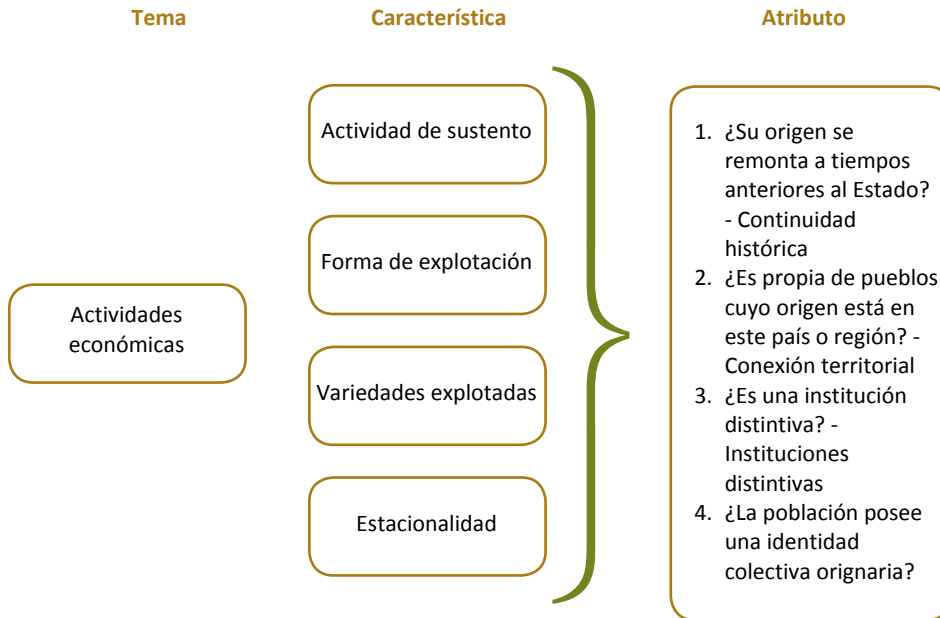 Tema
Característica
Atributo
Actividades
económicas
Actividad de sustento
Forma de explotación
Variedades explotadas
Estacionalidad
1. ¿Su origen se
remonta a tiempos
anteriores al Estado?
- Continuidad
histórica
2. ¿Es propia de pueblos
cuyo origen está en
este país o región? -
Conexión territorial
3. ¿Es una institución
distintiva? -
Instituciones
distintivas
4. ¿La población posee
una identidad
colectiva orignaria?